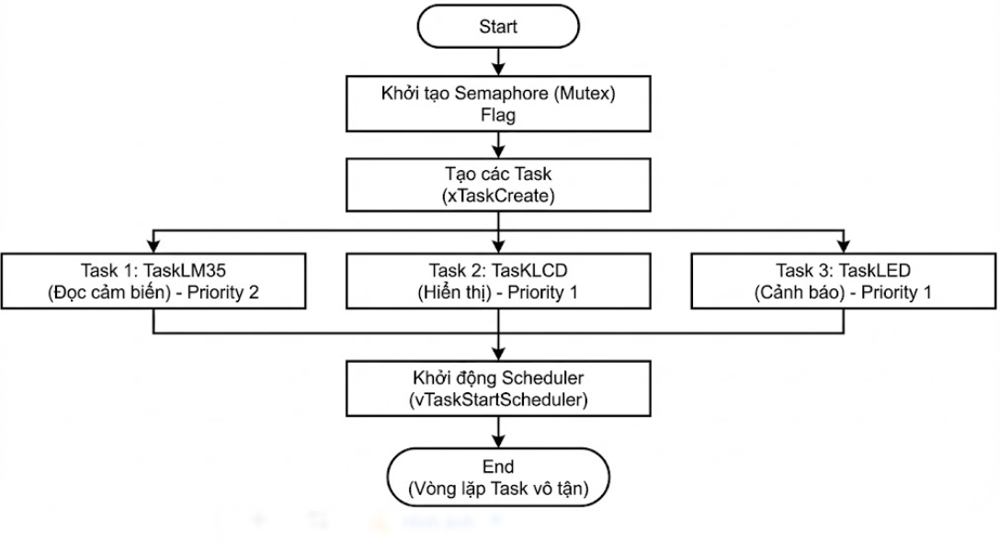 Start
Khởi tạo Semaphore (Mutex)
Flag
Tạo các Task
(xTaskCreate)
Task 1: TaskLM35
(Đọc cảm biến) - Priority 2
Task 2: TasKLCD
(Hiển thị) - Priority 1
Task 3: TaskLED
(Cảnh báo) - Priority 1
Khởi động Scheduler
(vTaskStartScheduler)
End
(Vòng lặp Task vô tận)